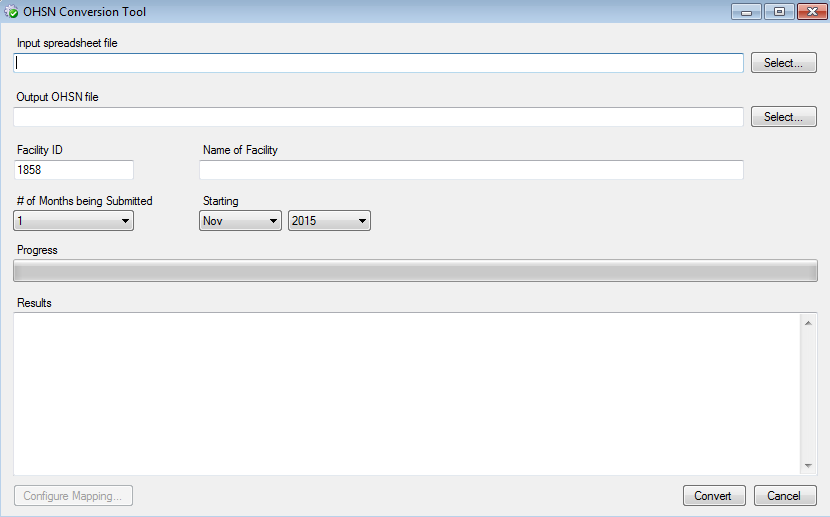 OHSN Conversion Tool
Input spreadsheet file
Select...
Output OHSN file
Select...
Facility ID
Name of Facility
1858
# of Months being Submitted
Starting
1
Nov
2015
Progress
Results
Configure Mapping...
Convert
Cancel